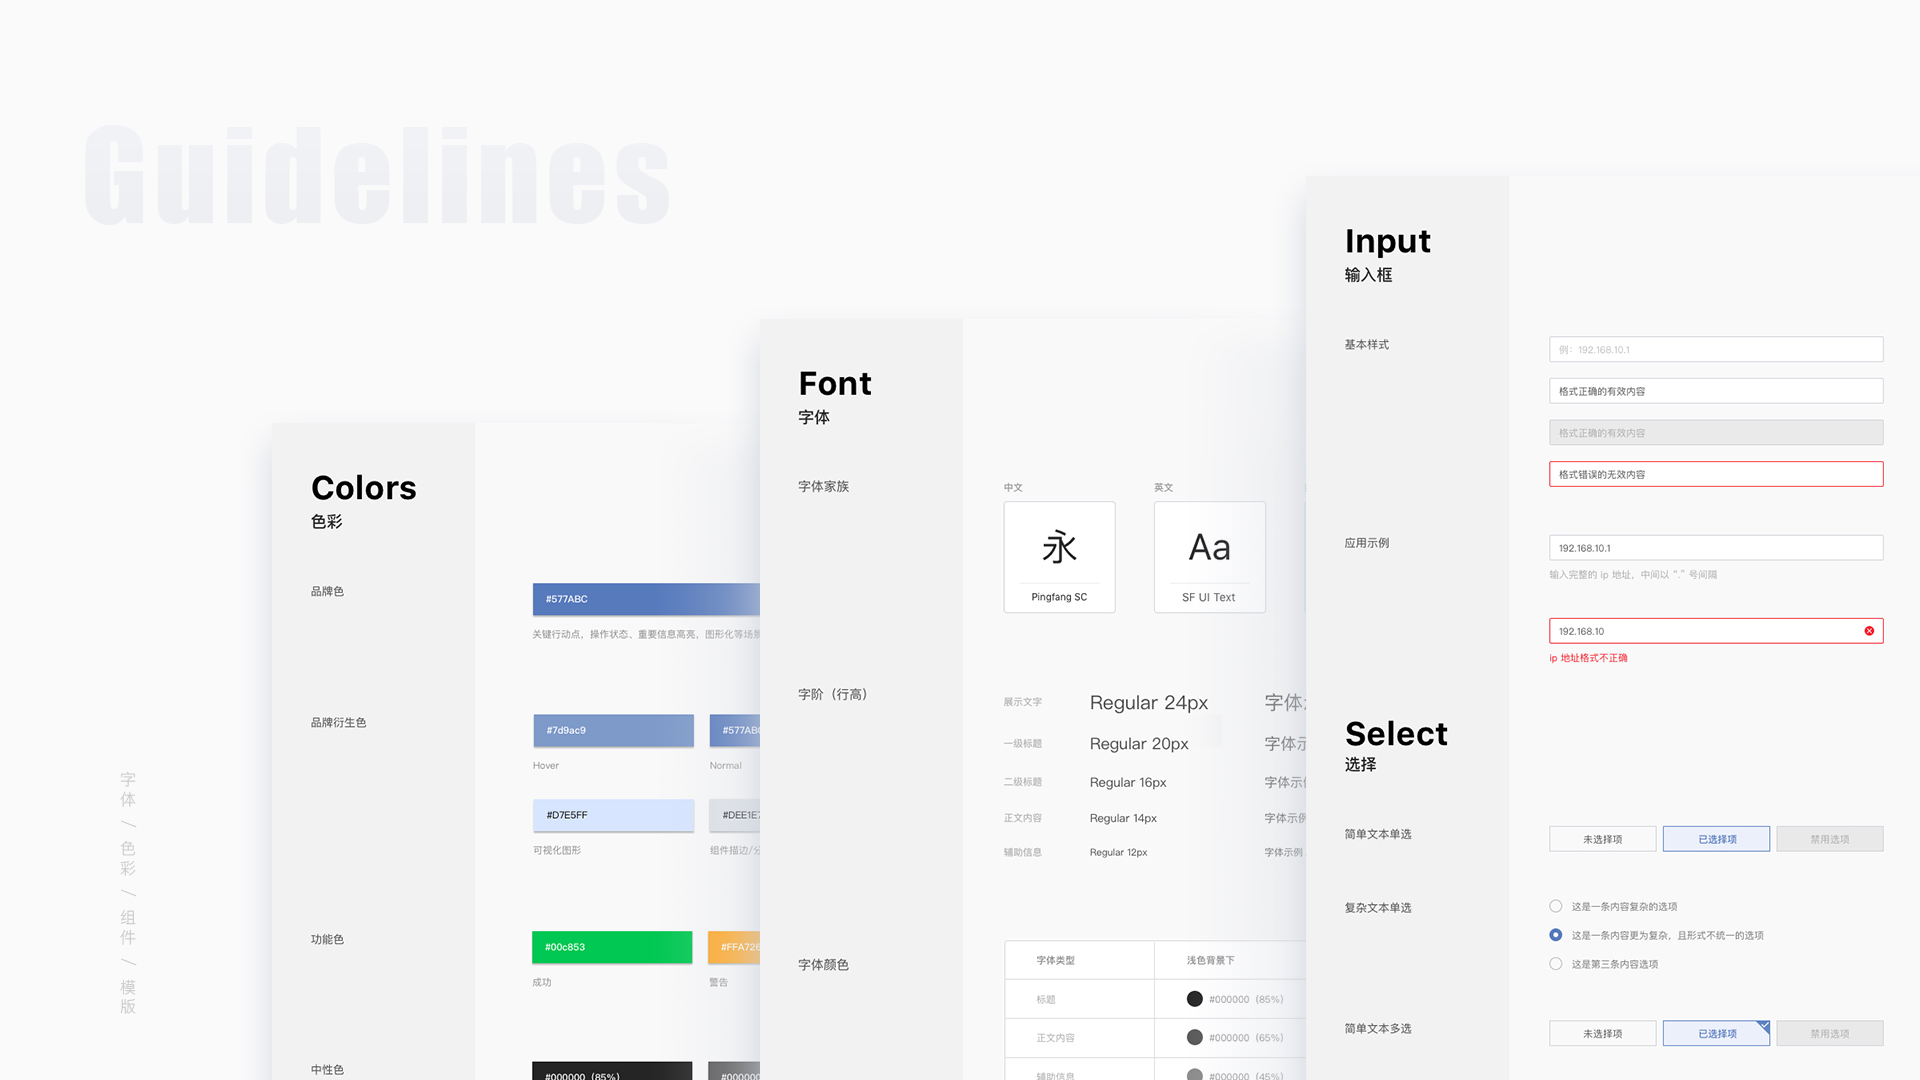 Guidelines
字体 / 色彩 / 组件 / 模版
Colors
色彩
品牌色
#577ABC
关键行动点，操作状态、重要信息高亮，图形化等场
品牌衍生色
#7d9ac9
#577AB
Hover
Normal
#D7E5FF
#DEE1E
可视化图形
组件描边/分
功能色
#00c853
#FFA726
成功
警告
中性色
#000000 (85%)
#000000
Font
字体
字体家族
中文
英文
永
Aa
Pingfang SC
SF UI Text
字阶（行高）
展示文字
Regular 24px
字体
一级标题
Regular 20px
字体示
二级标题
Regular 16px
字体示
正文内容
Regular 14px
字体示例
辅助信息
Regular 12px
字体示例
字体颜色
字体类型
浅色背景下
标题
#000000 (85%)
正文内容
#000000 (65%)
辅助信息
#000000 (45%)
Input
输入框
基本样式
例：192.168.10.1
格式正确的有效内容
格式正确的有效内容
格式错误的无效内容
应用示例
192.168.10.1
输入完整的 ip 地址，中间以 “.” 号间隔
192.168.10
ip 地址格式不正确
Select
选择
简单文本单选
未选择项
已选择项
禁用选项
复杂文本单选
这是一条内容复杂的选项
这是一条内容更为复杂，且形式不统一的选项
这是第三条内容选项
简单文本多选
未选择项
已选择项
禁用选项